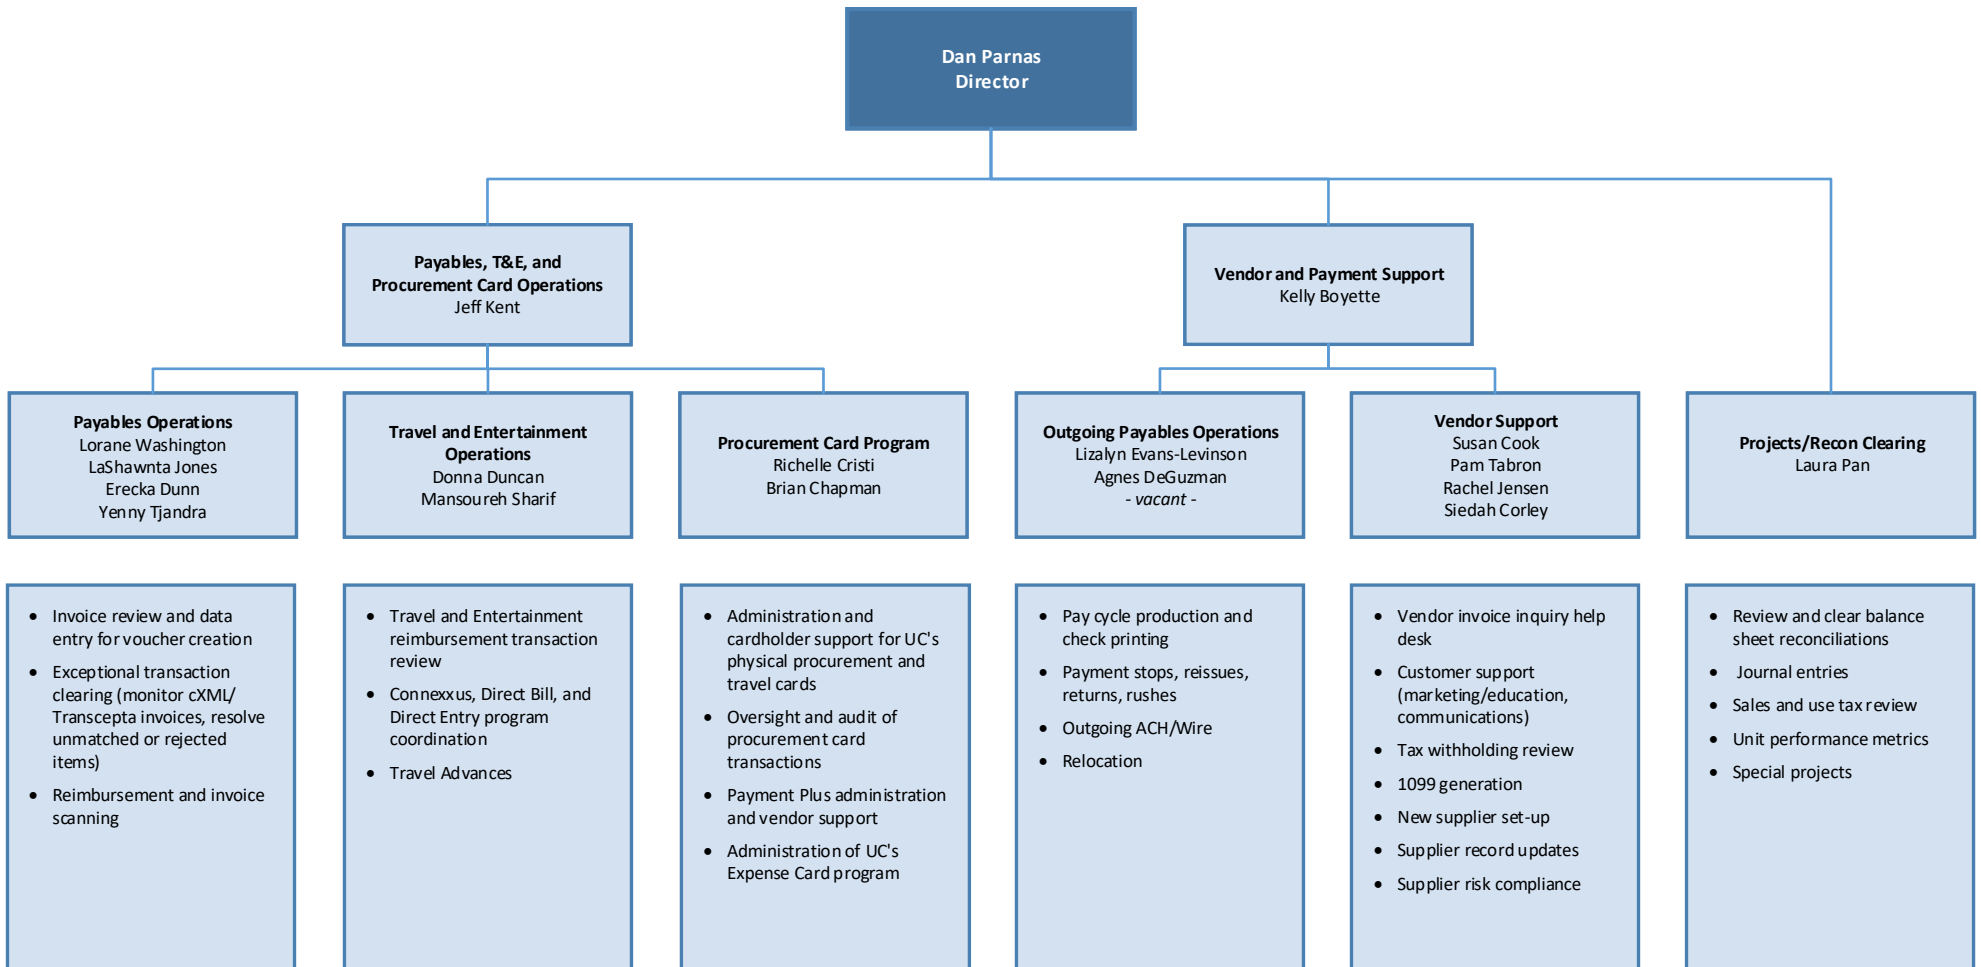 Dan Parnas
Director
Payables, T&E, and
Procurement Card Operations
Jeff Kent
Vendor and Payment Support
Kelly Boyette
Payables Operations
Lorane Washington
LaShawnta Jones
Erecka Dunn
Yenny Tjandra
Travel and Entertainment
Operations
Donna Duncan
Mansoureh Sharif
Procurement Card Program
Richelle Cristi
Brian Chapman
Outgoing Payables Operations
Lizalyn Evans-Levinson
Agnes DeGuzman
- vacant -
Vendor Support
Susan Cook
Pam Tabron
Rachel Jensen
Siedah Corley
Projects/Recon Clearing
Laura Pan
• Invoice review and data
entry for voucher creation
• Exceptional transaction
clearing (monitor cXML/
Transcepta invoices, resolve
unmatched or rejected
items)
• Reimbursement and invoice
scanning
• Travel and Entertainment
reimbursement transaction
review
• Connexxus, Direct Bill, and
Direct Entry program
coordination
• Travel Advances
• Administration and
cardholder support for UC's
physical procurement and
travel cards
• Oversight and audit of
procurement card
transactions
• Payment Plus administration
and vendor support
• Administration of UC's
Expense Card program
• Pay cycle production and
check printing
• Payment stops, reissues,
returns, rushes
• Outgoing ACH/Wire
• Relocation
• Vendor invoice inquiry help
desk
• Customer support
(marketing/education,
communications)
• Tax withholding review
• 1099 generation
• New supplier set-up
• Supplier record updates
• Supplier risk compliance
• Review and clear balance
sheet reconciliations
• Journal entries
• Sales and use tax review
• Unit performance metrics
• Special projects